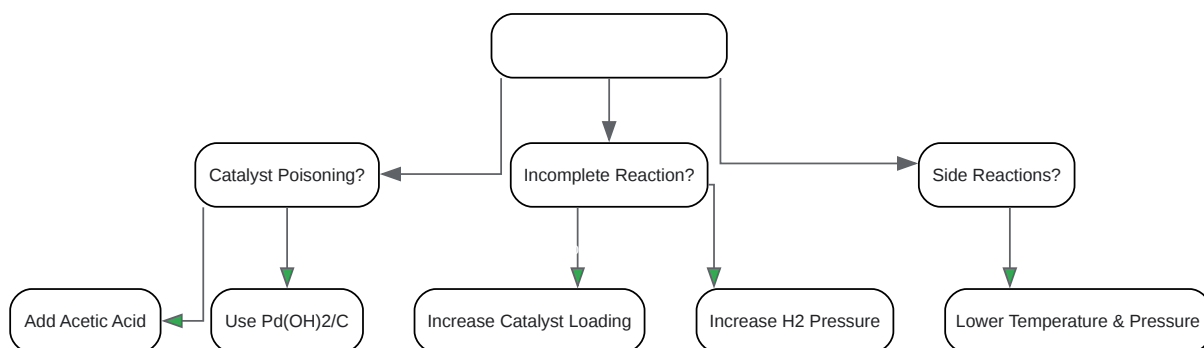 Catalyst Poisoning?
Incomplete Reaction?
Side Reactions?
Add Acetic Acid
Use Pd(OH)2/C
Increase Catalyst Loading
Increase H2 Pressure
Lower Temperature & Pressure